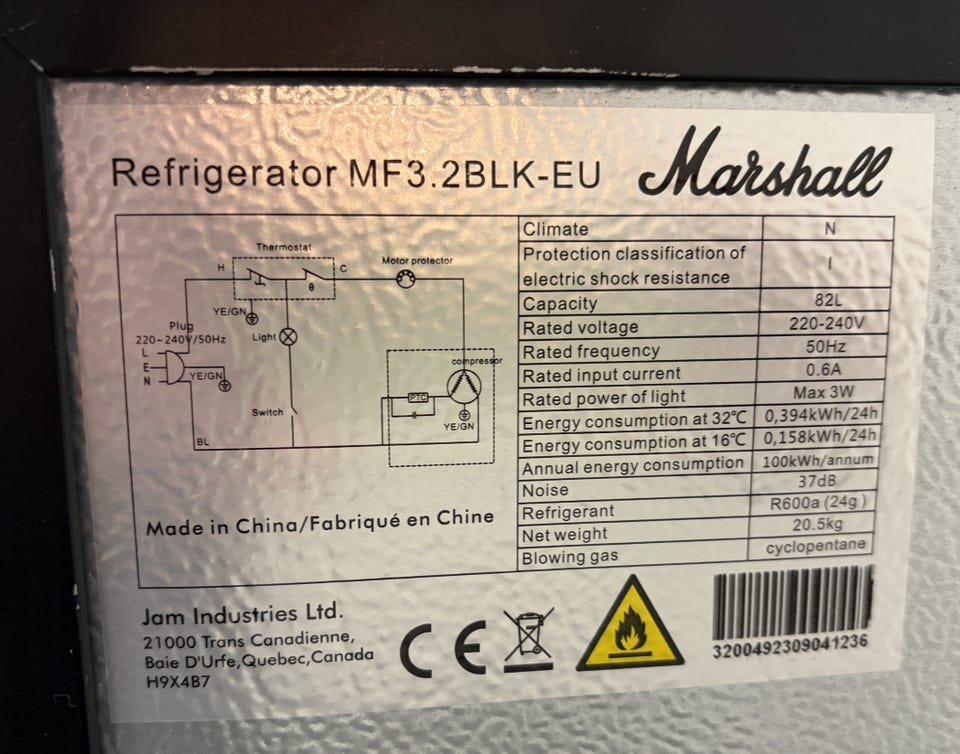 Refrigerator MF3.2BLK-EU
Marshall
Thermostat
H
C
θ
Motor protector
YE/GN
Plug
220~240V/50Hz
Light
L
E
N
YE/GN
compressor
PTC
Switch
YE/GN
BL
Made in China/Fabriqué en Chine
Climate N
Protection classification of
electric shock resistance I
Capacity 82L
Rated voltage 220-240V
Rated frequency 50Hz
Rated input current 0.6A
Rated power of light Max 3W
Energy consumption at 32℃ 0,394kWh/24h
Energy consumption at 16℃ 0,158kWh/24h
Annual energy consumption 100kWh/annum
Noise 37dB
Refrigerant R600a (24g )
Net weight 20.5kg
Blowing gas cyclopentane
Jam Industries Ltd.
21000 Trans Canadienne,
Baie D'Urfe,Quebec,Canada
H9X4B7
CE
3200492309041236